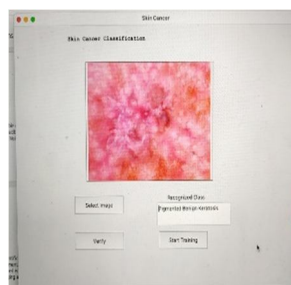 Skin Cancer
Skin Cancer Classification
Select Image
Recognized Class
Pigmented Benign Keratosis
Verify
Start Training